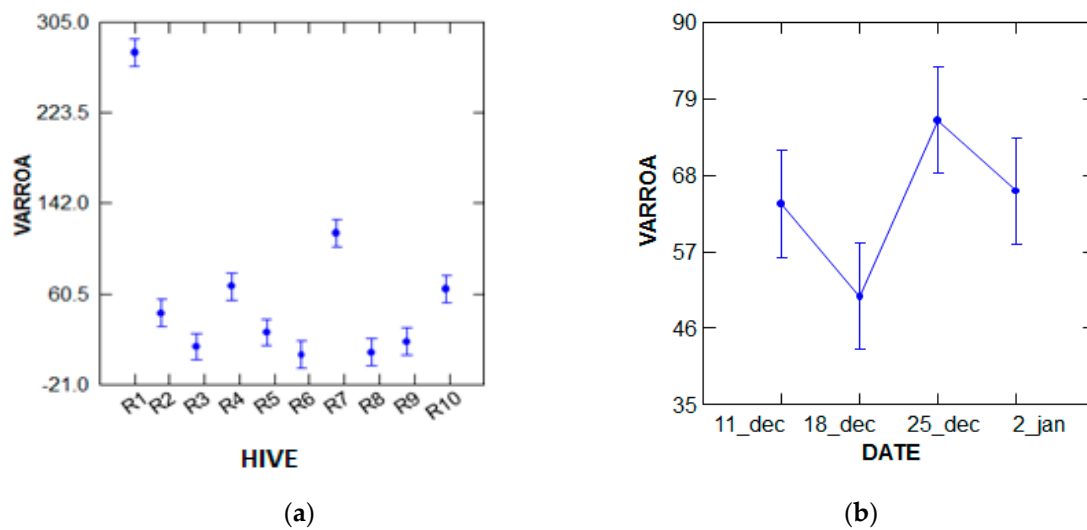 305.0
223.5
142.0
60.5
-21.0
VARROA
R1 R2 R3 R4 R5 R6 R7 R8 R9 R10
HIVE
(a)
90
79
68
57
46
35
VARROA
11_dec 18_dec 25_dec 2_jan
DATE
(b)